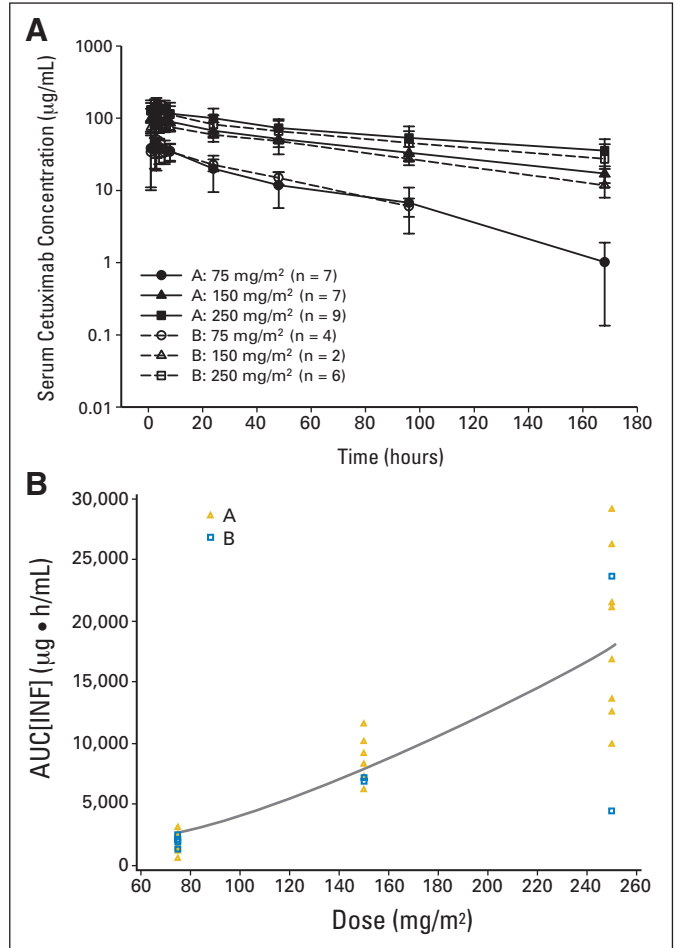 A
1000
100
10
1
0.1
0.01
Serum Cetuximab Concentration (µg/mL)
A: 75 mg/m² (n = 7)
A: 150 mg/m² (n = 7)
A: 250 mg/m² (n = 9)
B: 75 mg/m² (n = 4)
B: 150 mg/m² (n = 2)
B: 250 mg/m² (n = 6)
0 20 40 60 80 100 120 140 160 180
Time (hours)
B
30,000
25,000
20,000
15,000
10,000
5,000
0
AUC[INF] (µg • h/mL)
A
B
60 80 100 120 140 160 180 200 220 240 260
Dose (mg/m²)